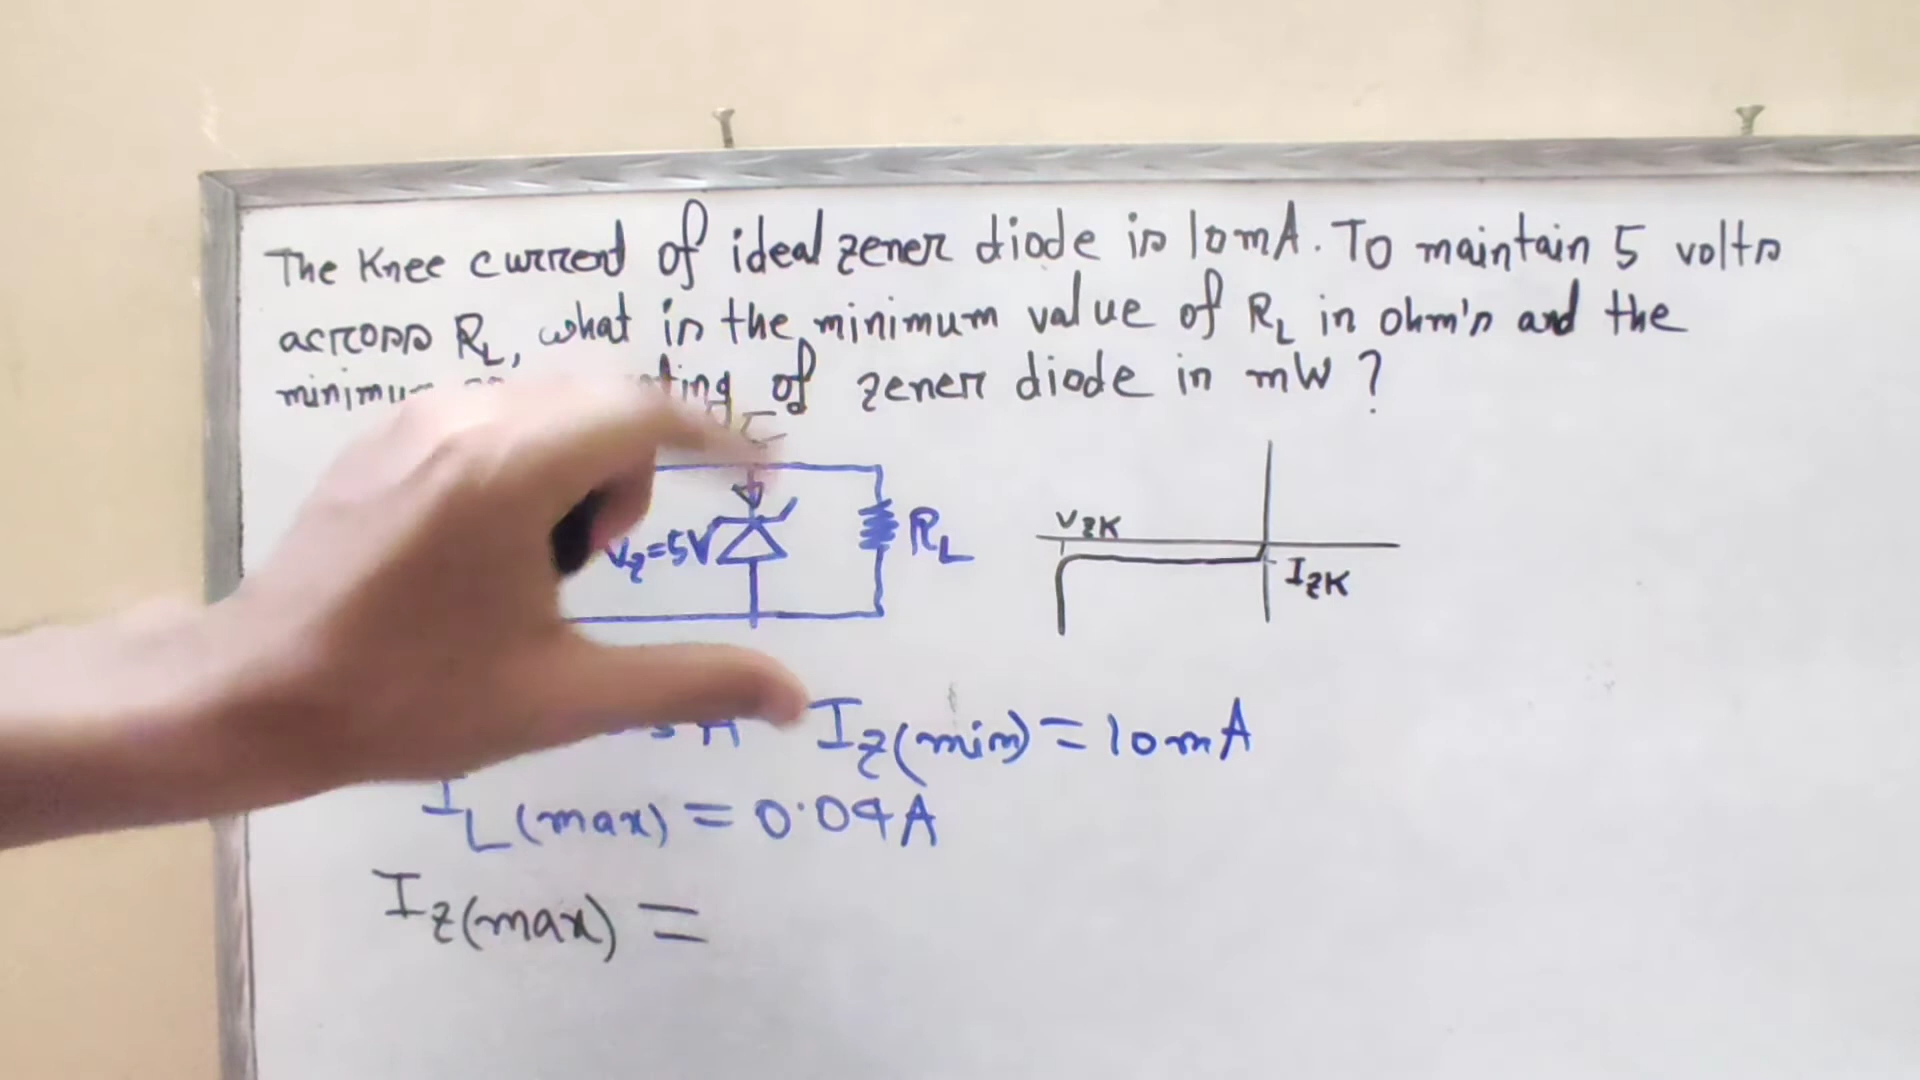 The Knee current of ideal zener diode is 10mA. To maintain 5 volts
across RL, what is the minimum value of RL in ohm's and the
of zener diode in mW ?
Vz=5V
RL
VZK
IZK
A
Iz(min) = 10mA
IL(max) = 0.04A
Iz(max) =